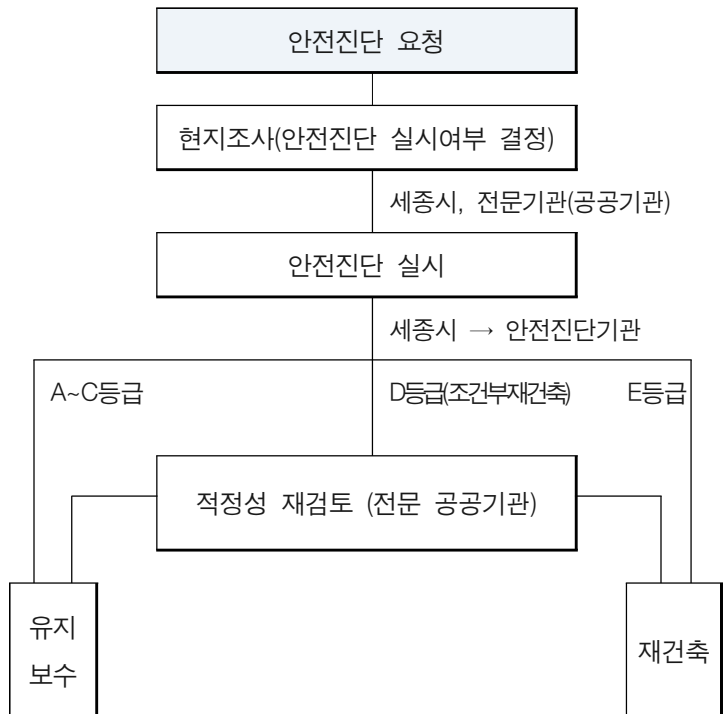 안전진단 요청
현지조사(안전진단 실시여부 결정)
세종시, 전문기관(공공기관)
안전진단 실시
세종시 → 안전진단기관
A~C등급
D등급(조건부재건축)
E등급
적정성 재검토 (전문 공공기관)
유지
보수
재건축